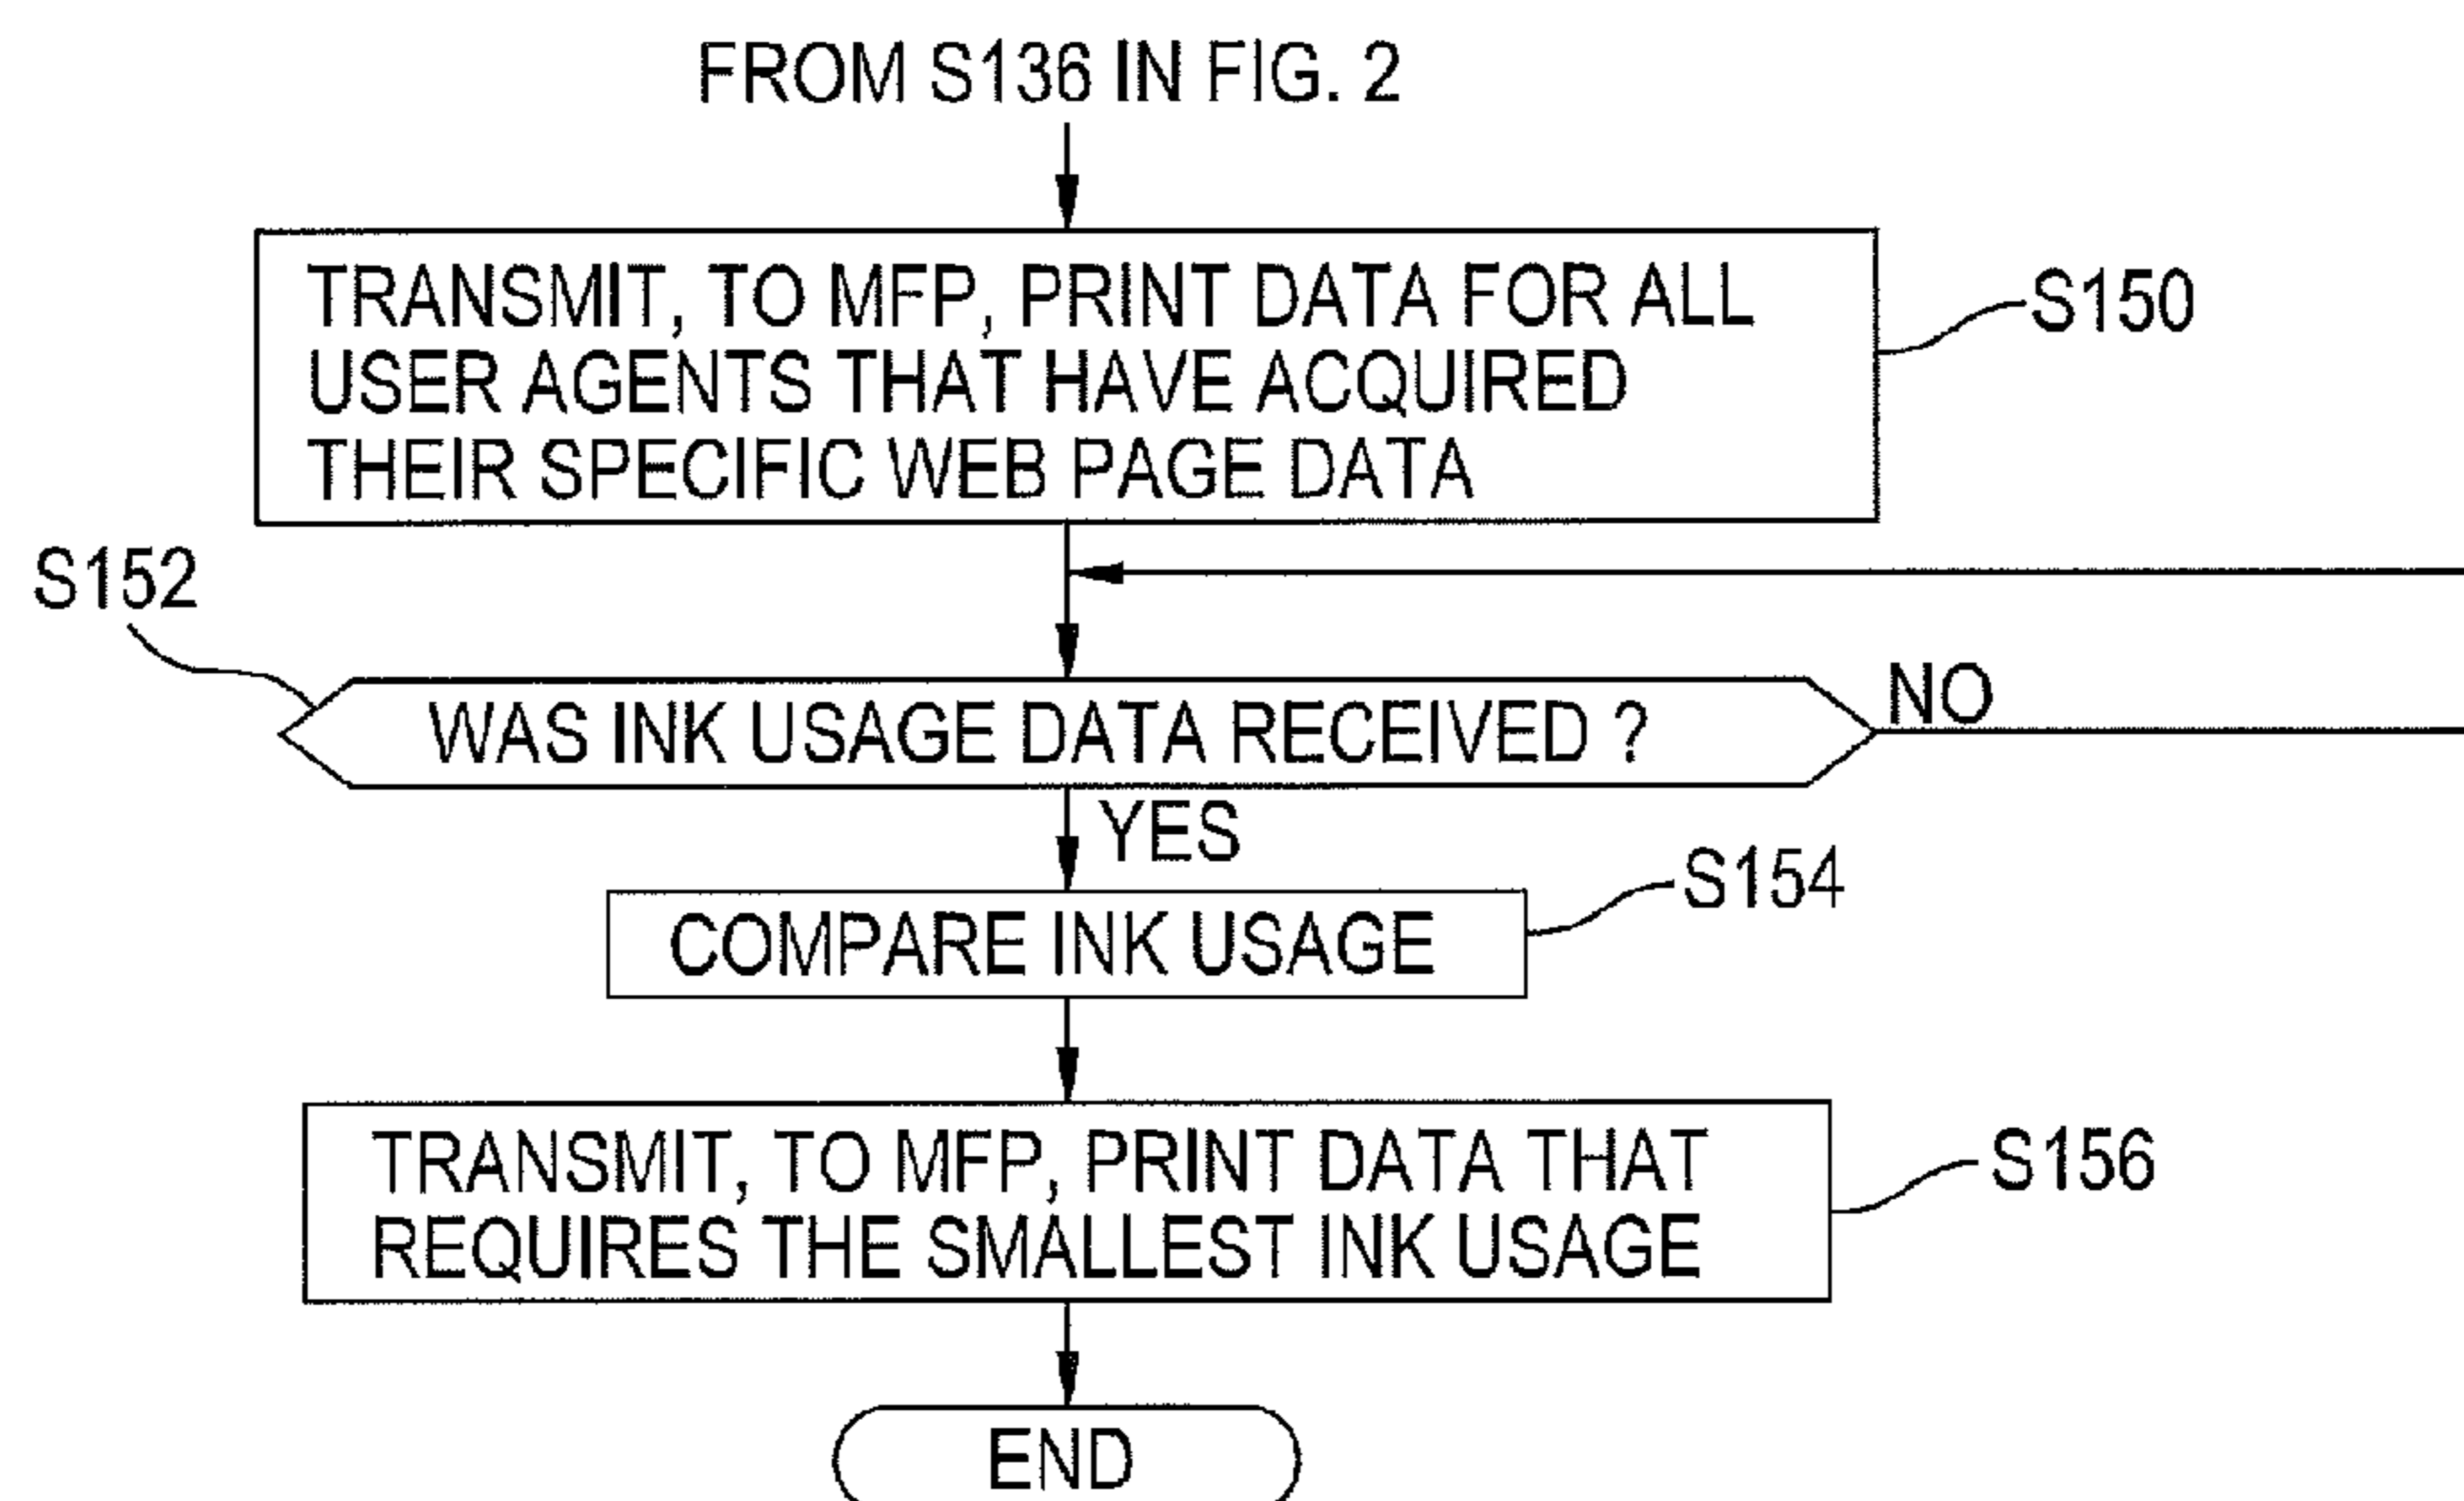 FROM S136 IN FIG. 2
TRANSMIT, TO MFP, PRINT DATA FOR ALL
USER AGENTS THAT HAVE ACQUIRED
THEIR SPECIFIC WEB PAGE DATA
S150
S152
WAS INK USAGE DATA RECEIVED ?
NO
YES
COMPARE INK USAGE
S154
TRANSMIT, TO MFP, PRINT DATA THAT
REQUIRES THE SMALLEST INK USAGE
S156
END